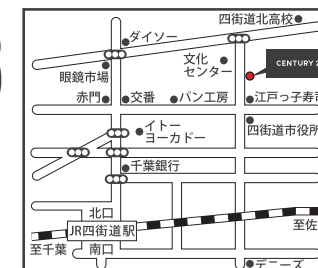 四街道北高校
ダイソー
文化
センター
眼鏡市場
CENTURY 2
赤門
交番
パン工房
江戸っ子寿司
イトー
ヨーカドー
四街道市役所
千葉銀行
北口
JR四街道駅
至佐
至千葉
南口
デニーズ